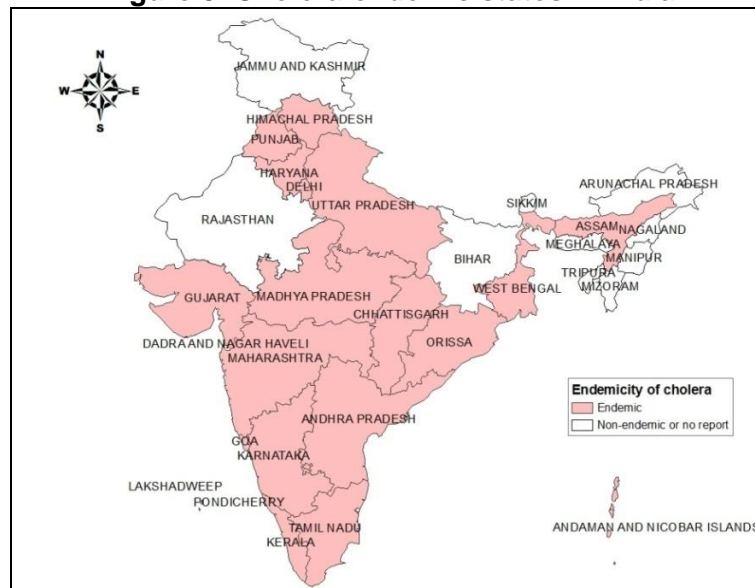 N
W E
S
JAMMU AND KASHMIR
HIMACHAL PRADESH
PUNJAB
HARYANA
DELHI
UTTAR PRADESH
ARUNACHAL PRADESH
SIKKIM
RAJASTHAN
ASSAM
NAGALAND
MEGHALAYA
BIHAR
MANIPUR
TRIPURA
MIZORAM
WEST BENGAL
GUJARAT
MADHYA PRADESH
CHHATTISGARH
ORISSA
DADRA AND NAGAR HAVELI
MAHARASHTRA
Endemicity of cholera
Endemic
Non-endemic or no report
ANDHRA PRADESH
GOA
KARNATAKA
LAKSHADWEEP
PONDICHERRY
TAMIL NADU
KERALA
ANDAMAN AND NICOBAR ISLANDS